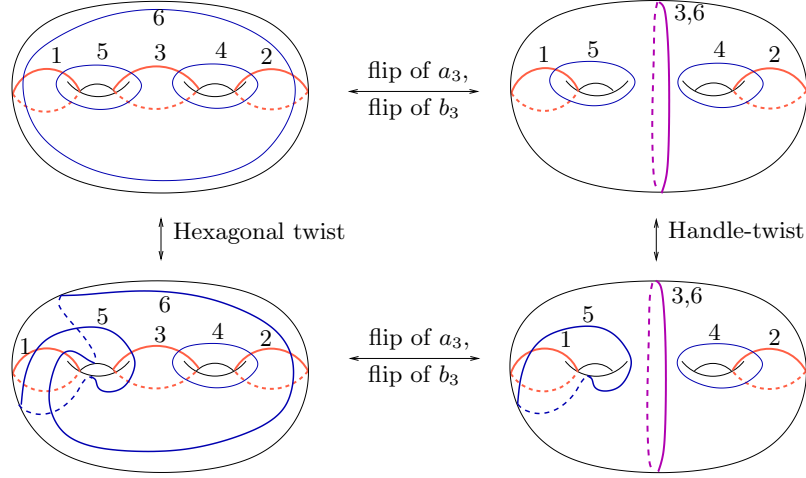 6
1 5 3 4 2
flip of a₃,
flip of b₃
3,6
1 5 4 2
Hexagonal twist
Handle-twist
6
1 5 3 4 2
flip of a₃,
flip of b₃
3,6
5 1 4 2